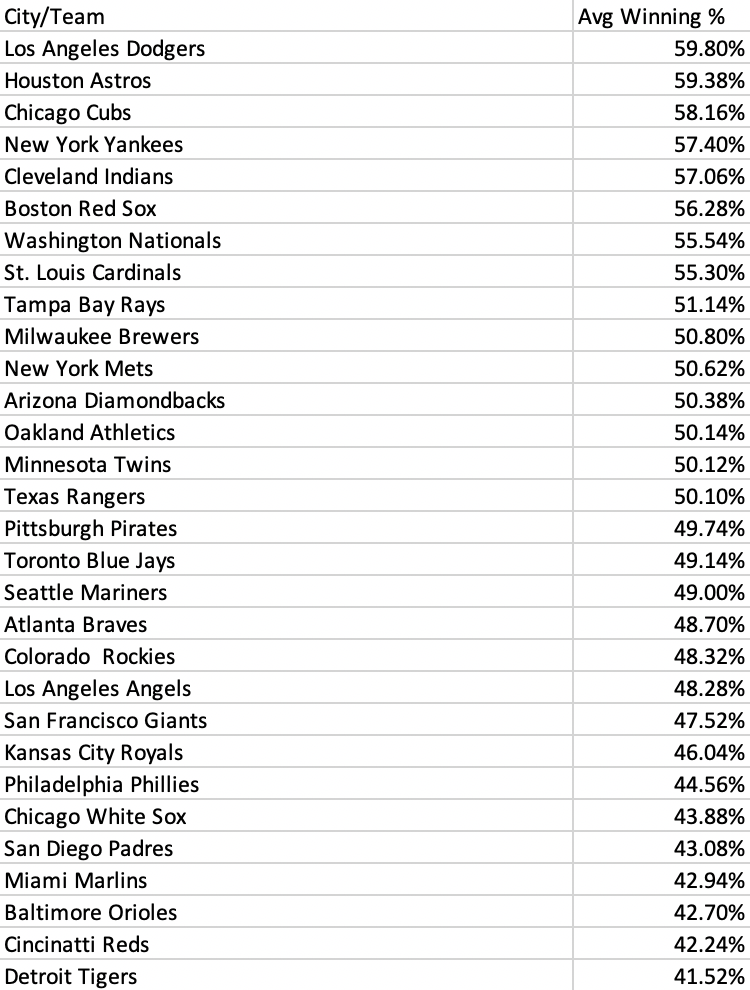 City/Team Avg Winning %
Los Angeles Dodgers 59.80%
Houston Astros 59.38%
Chicago Cubs 58.16%
New York Yankees 57.40%
Cleveland Indians 57.06%
Boston Red Sox 56.28%
Washington Nationals 55.54%
St. Louis Cardinals 55.30%
Tampa Bay Rays 51.14%
Milwaukee Brewers 50.80%
New York Mets 50.62%
Arizona Diamondbacks 50.38%
Oakland Athletics 50.14%
Minnesota Twins 50.12%
Texas Rangers 50.10%
Pittsburgh Pirates 49.74%
Toronto Blue Jays 49.14%
Seattle Mariners 49.00%
Atlanta Braves 48.70%
Colorado  Rockies 48.32%
Los Angeles Angels 48.28%
San Francisco Giants 47.52%
Kansas City Royals 46.04%
Philadelphia Phillies 44.56%
Chicago White Sox 43.88%
San Diego Padres 43.08%
Miami Marlins 42.94%
Baltimore Orioles 42.70%
Cincinatti Reds 42.24%
Detroit Tigers 41.52%